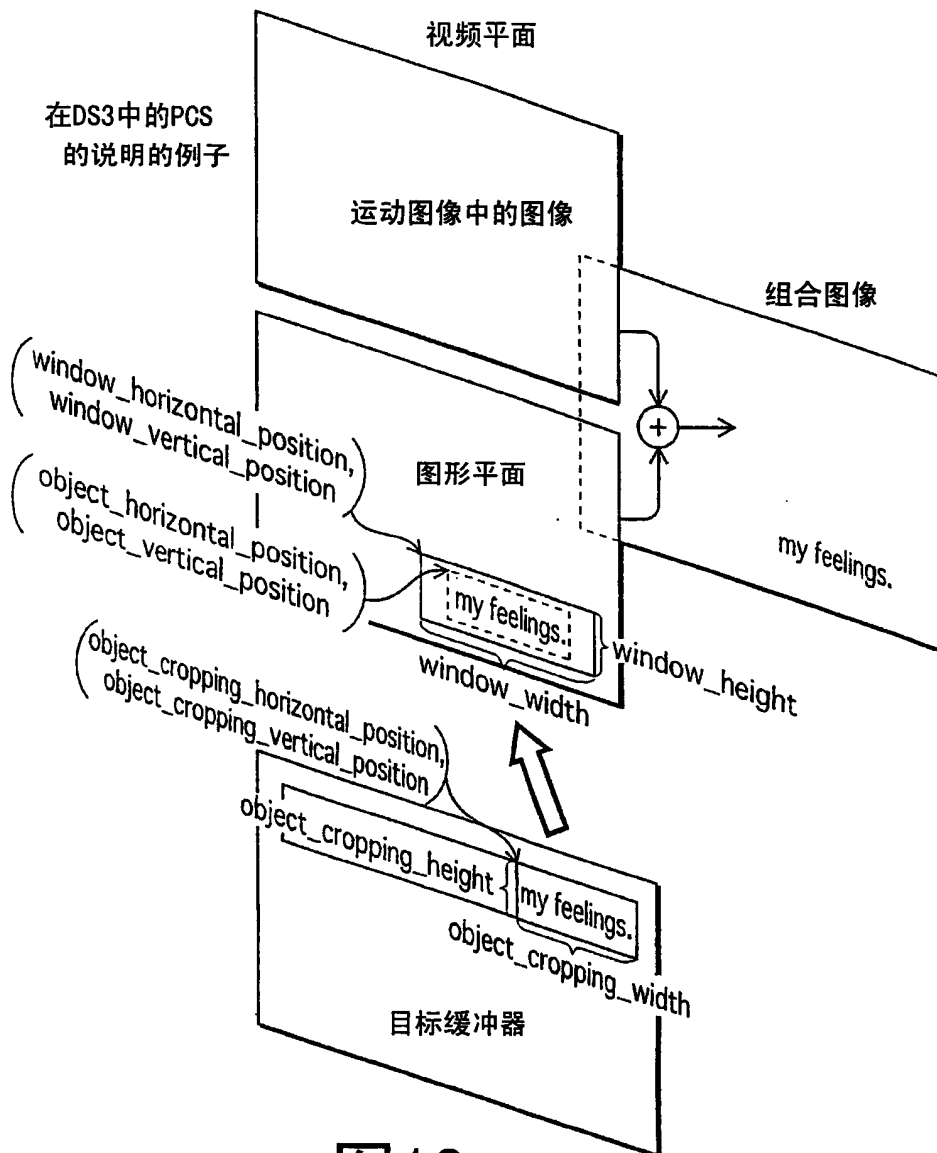 视频平面
在DS3中的PCS
的说明的例子
运动图像中的图像
组合图像
window_horizontal_position,
window_vertical_position
图形平面
object_horizontal_position,
object_vertical_position
my feelings.
my feelings.
window_height
window_width
object_cropping_horizontal_position,
object_cropping_vertical_position
object_cropping_height
my feelings.
object_cropping_width
目标缓冲器